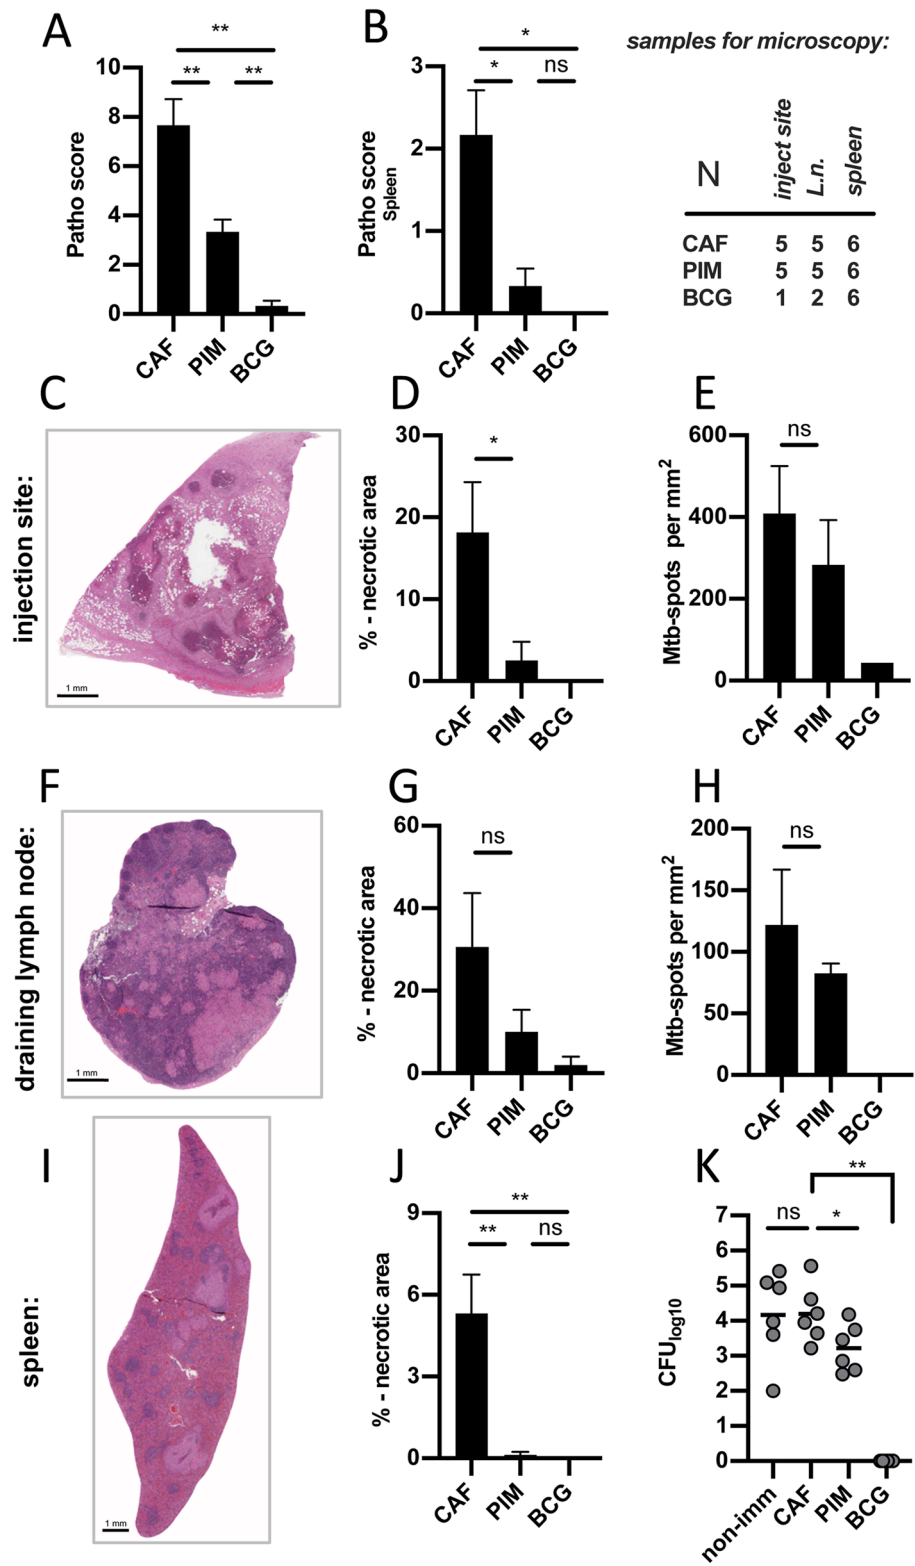 A
**
** **
10
8
6
4
2
0
Patho score
CAF
PIM
BCG
B
*
* ns
3
2
1
0
Patho score
Spleen
CAF
PIM
BCG
samples for microscopy:
N inject site L.n. spleen
CAF 5 5 6
PIM 5 5 6
BCG 1 2 6
injection site:
C
1 mm
D
*
30
20
10
0
% - necrotic area
CAF
PIM
BCG
E
ns
600
400
200
0
Mtb-spots per mm2
CAF
PIM
BCG
draining lymph node:
F
1 mm
G
ns
60
40
20
0
% - necrotic area
CAF
PIM
BCG
H
ns
200
150
100
50
0
Mtb-spots per mm2
CAF
PIM
BCG
spleen:
I
1 mm
J
**
** ns
9
6
3
0
% - necrotic area
CAF
PIM
BCG
K
**
ns *
7
6
5
4
3
2
1
0
CFUlog10
non-imm
CAF
PIM
BCG